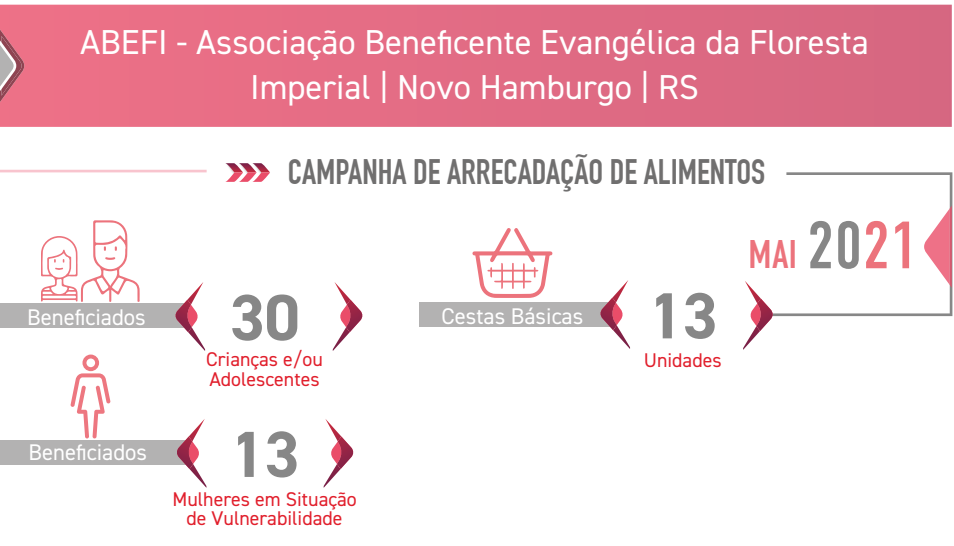 ABEFI - Associação Beneficente Evangélica da Floresta
Imperial | Novo Hamburgo | RS
CAMPANHA DE ARRECADAÇÃO DE ALIMENTOS
MAI 2021
Beneficiados
30
Crianças e/ou
Adolescentes
Cestas Básicas
13
Unidades
Beneficiados
13
Mulheres em Situação
de Vulnerabilidade